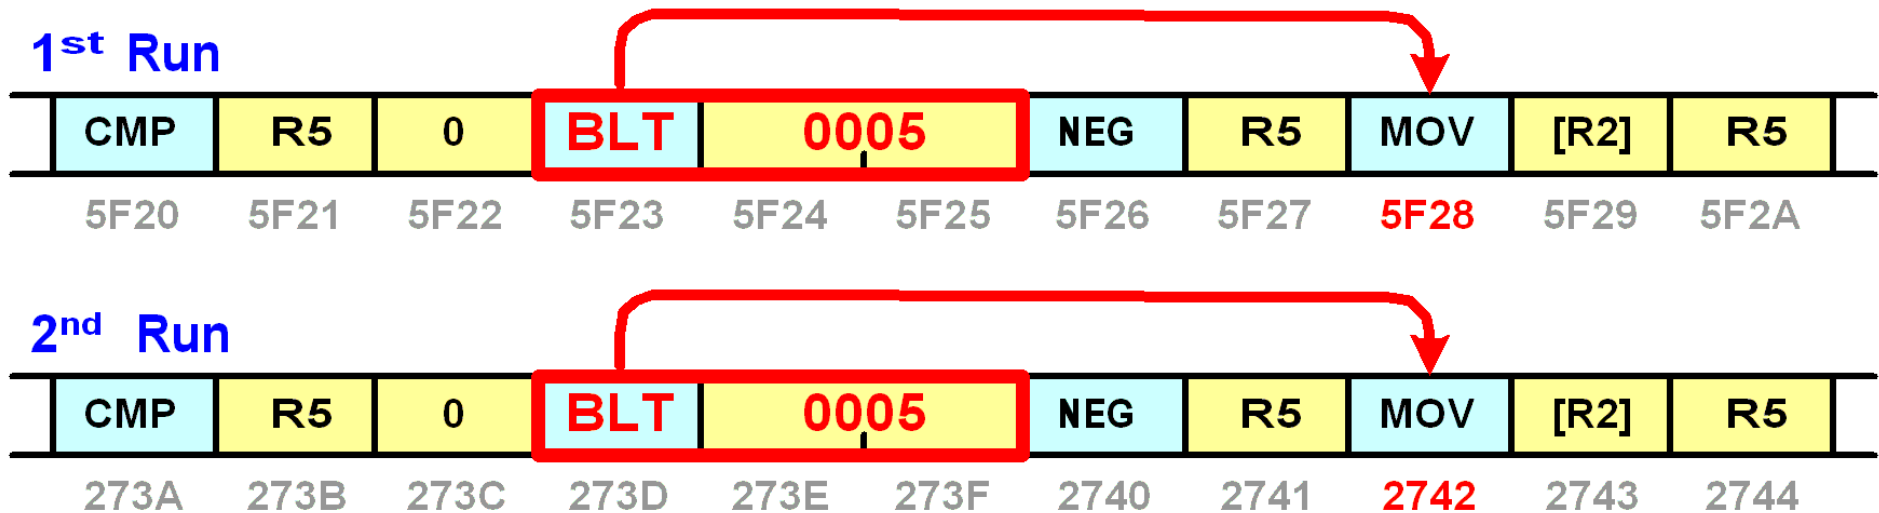 1st Run
CMP R5 0 BLT 0005 NEG R5 MOV [R2] R5
5F20 5F21 5F22 5F23 5F24 5F25 5F26 5F27 5F28 5F29 5F2A
2nd Run
CMP R5 0 BLT 0005 NEG R5 MOV [R2] R5
273A 273B 273C 273D 273E 273F 2740 2741 2742 2743 2744